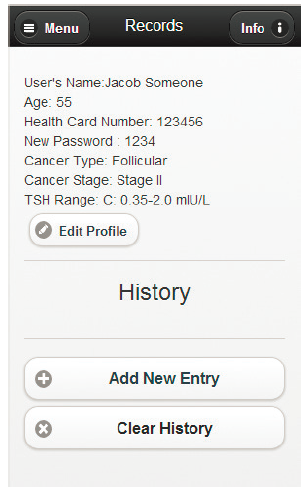 Menu
Records
Info
User's Name:Jacob Someone
Age: 55
Health Card Number: 123456
New Password : 1234
Cancer Type: Follicular
Cancer Stage: Stage II
TSH Range: C: 0.35-2.0 mIU/L
Edit Profile
History
Add New Entry
Clear History